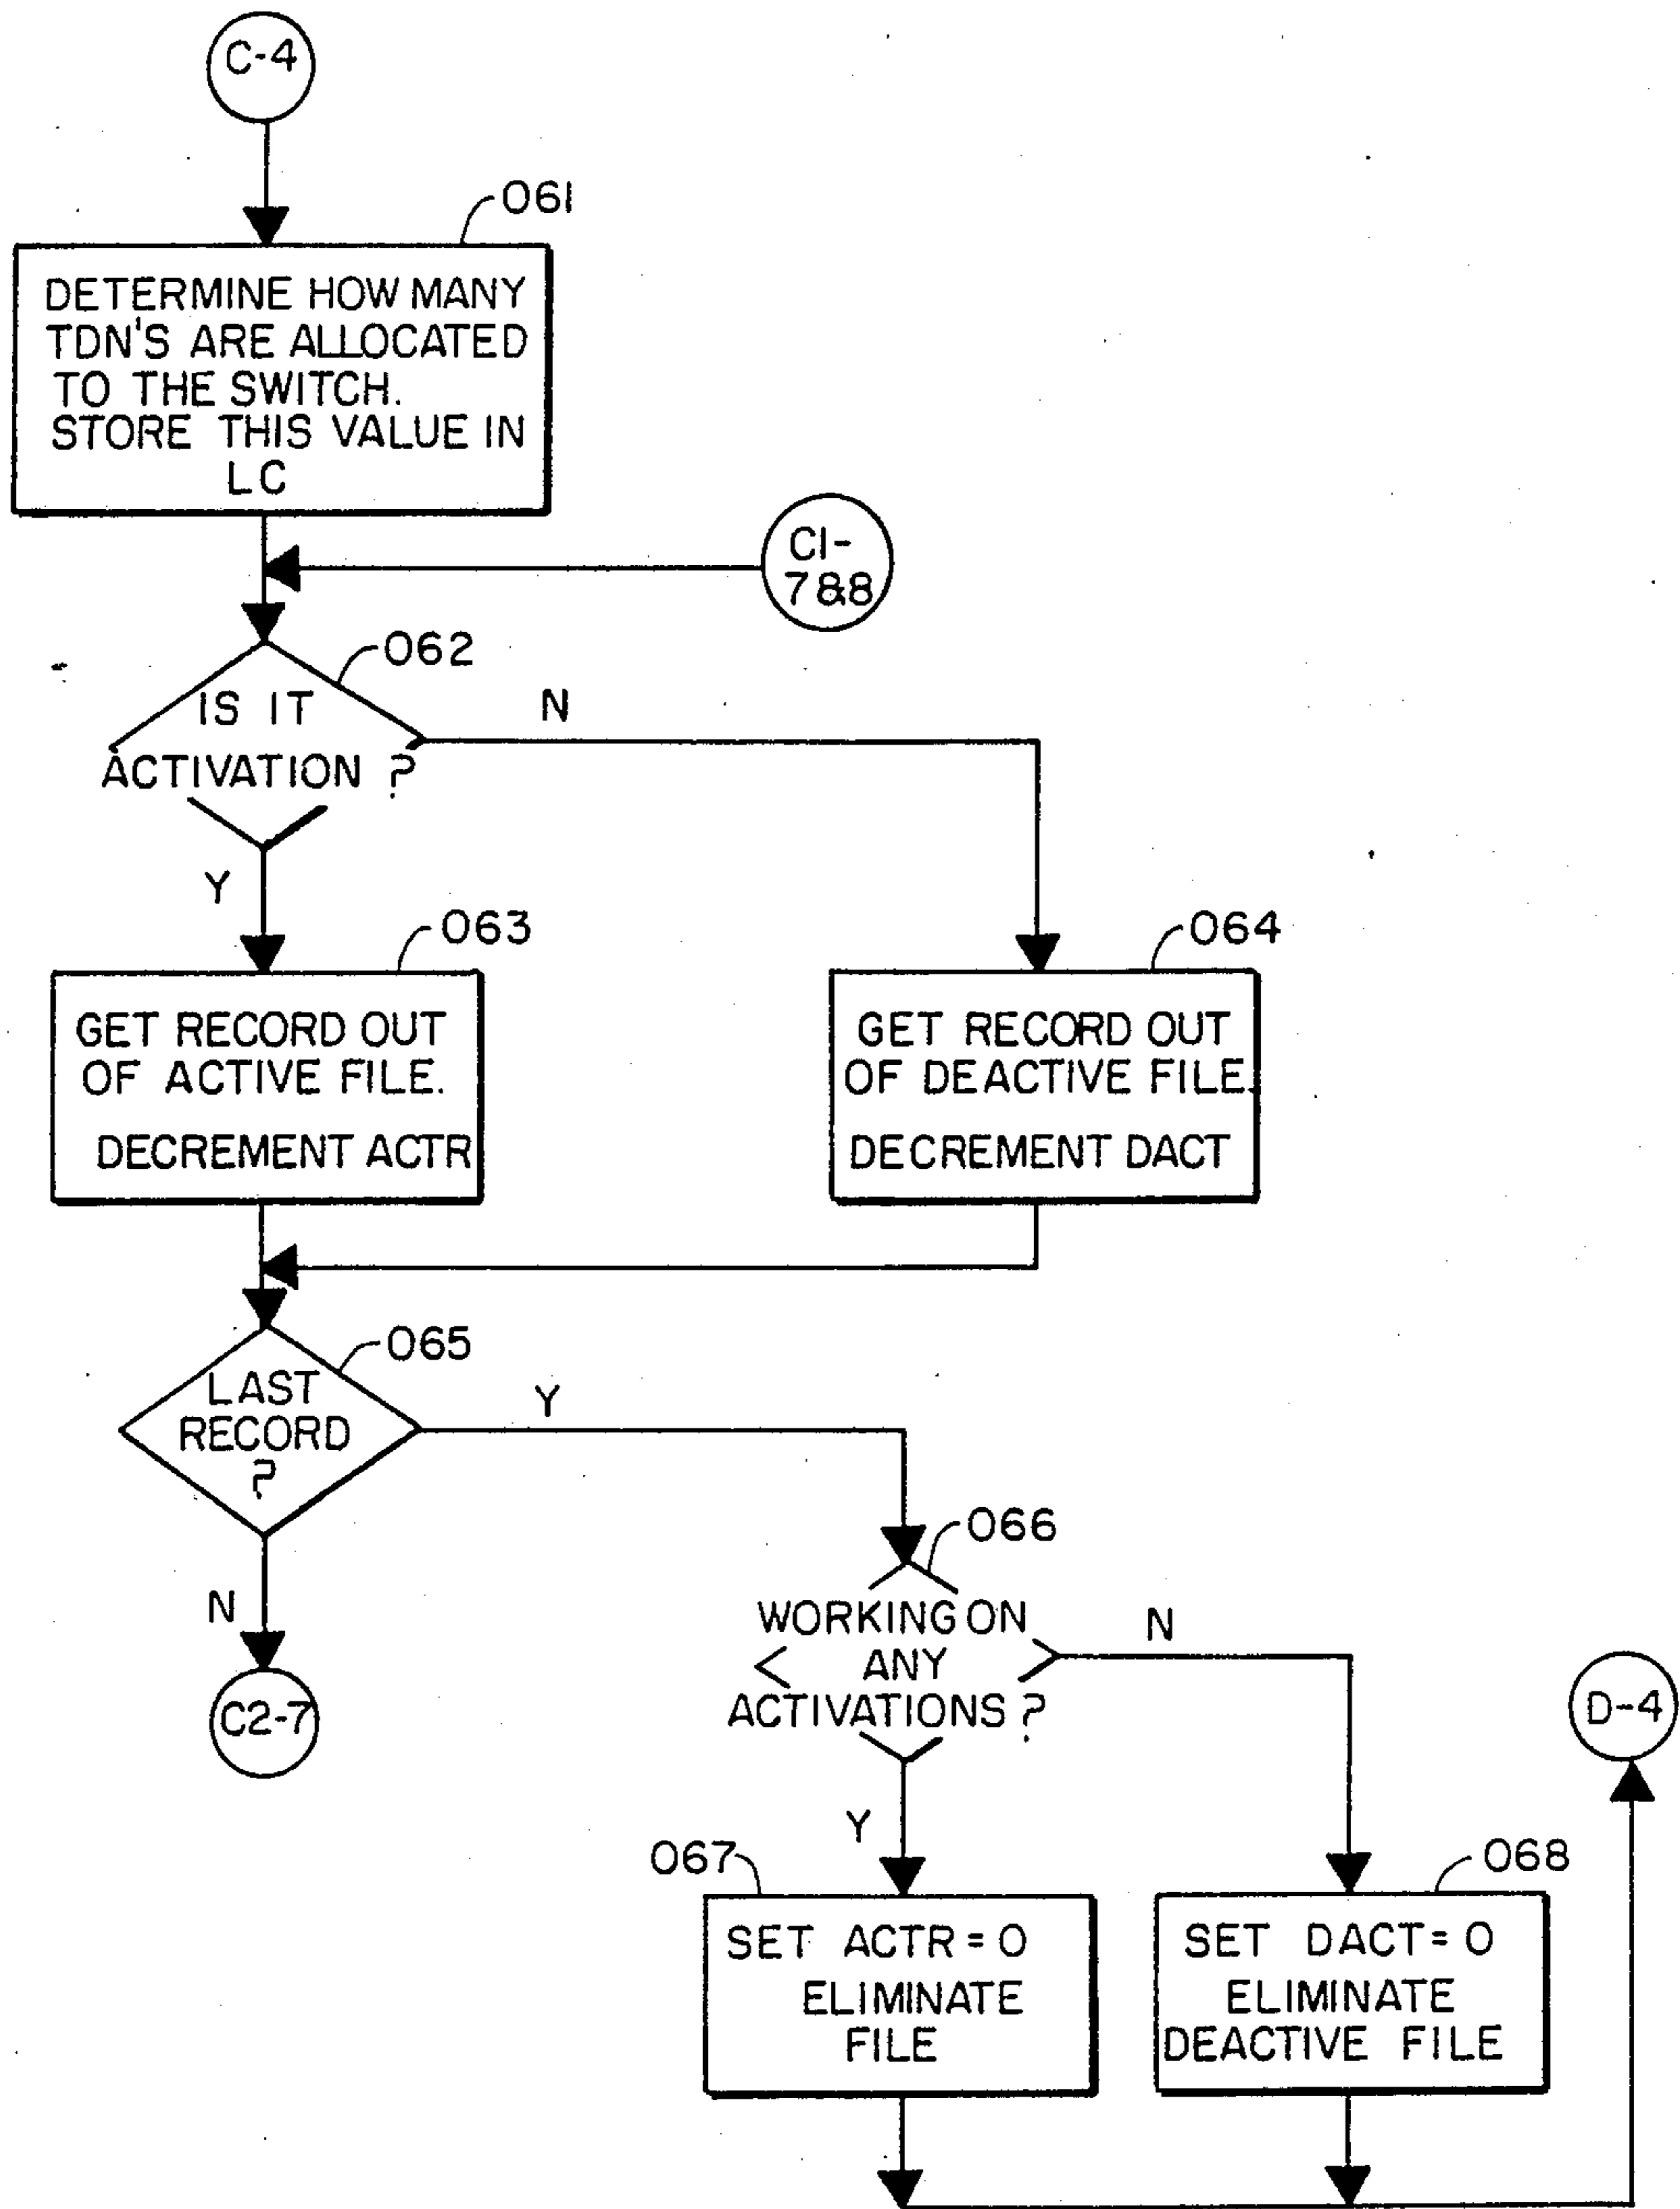 C-4
061
DETERMINE HOW MANY
TDN'S ARE ALLOCATED
TO THE SWITCH.
STORE THIS VALUE IN
LC
C1-
7&8
062
IS IT
ACTIVATION ?
N
Y
063
GET RECORD OUT
OF ACTIVE FILE.
DECREMENT ACTR
064
GET RECORD OUT
OF DEACTIVE FILE.
DECREMENT DACT
065
LAST
RECORD
?
Y
N
C2-7
066
WORKING ON
ANY
ACTIVATIONS ?
N
Y
D-4
067
SET ACTR = 0
ELIMINATE
FILE
068
SET DACT = 0
ELIMINATE
DEACTIVE FILE